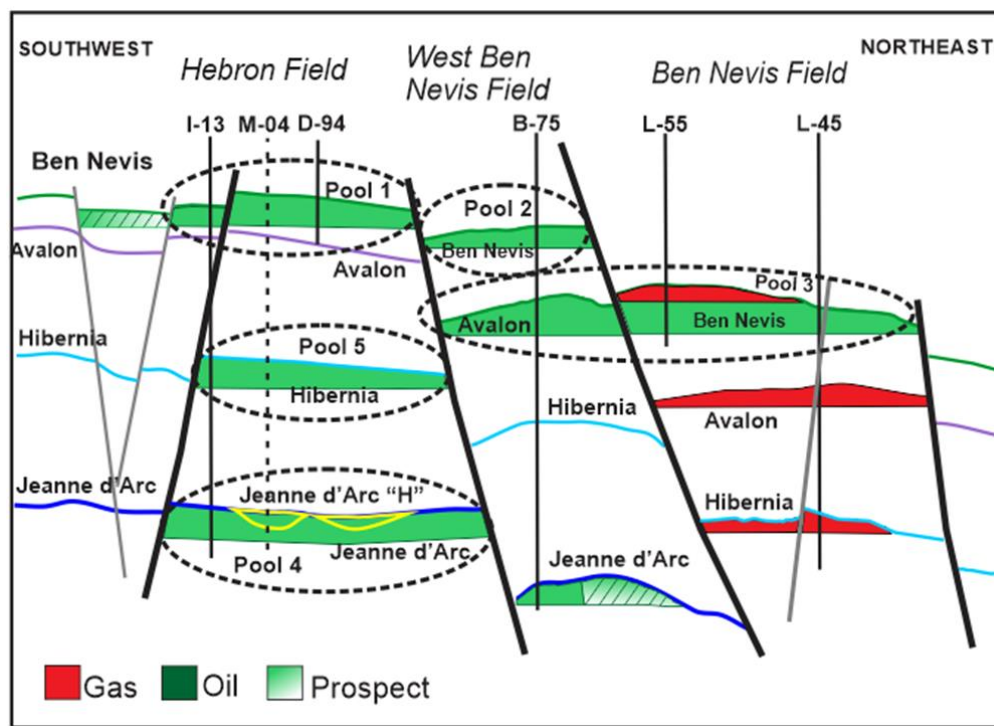 SOUTHWEST
NORTHEAST
Hebron Field
West Ben
Nevis Field
Ben Nevis Field
I-13
M-04
D-94
B-75
L-55
L-45
Ben Nevis
Pool 1
Pool 2
Ben Nevis
Avalon
Avalon
Pool 3
Avalon
Ben Nevis
Hibernia
Pool 5
Hibernia
Hibernia
Avalon
Jeanne d'Arc
Jeanne d'Arc “H”
Hibernia
Jeanne d'Arc
Pool 4
Jeanne d'Arc
Gas
Oil
Prospect